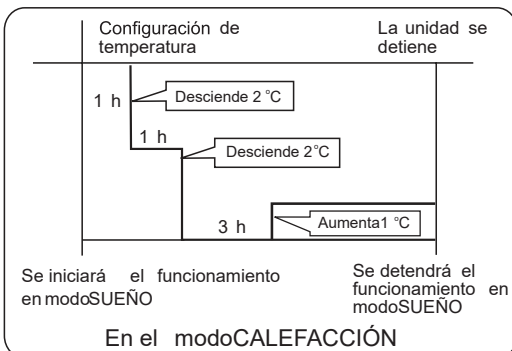 Configuración de
temperatura
La unidad se
detiene
1 h
Desciende 2 °C
1 h
Desciende 2°C
3 h
Aumenta1 °C
Se iniciará el funcionamiento
en modoSUEÑO
Se detendrá el
funcionamiento en
modoSUEÑO
En el modoCALEFACCIÓN